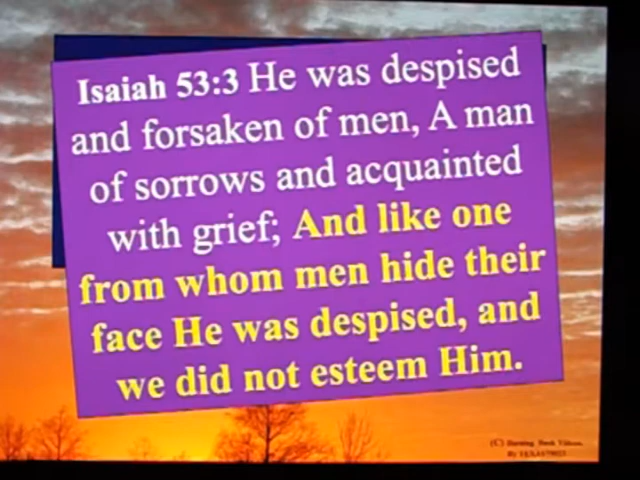 Isaiah 53:3 He was despised
and forsaken of men, A man
of sorrows and acquainted
with grief; And like one
from whom men hide their
face He was despised, and
we did not esteem Him.
(C)
By